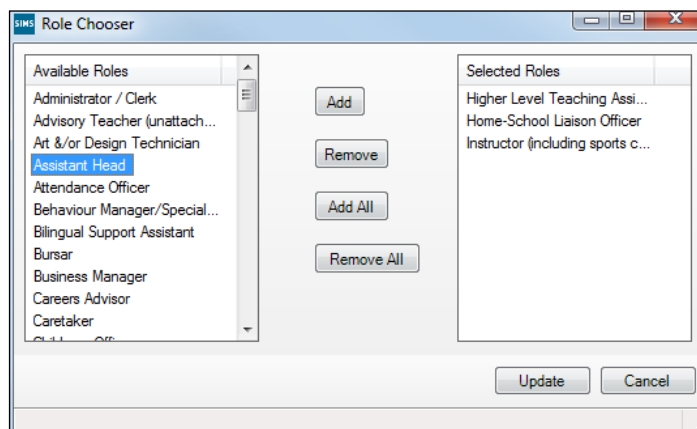 SIMS Role Chooser
Available Roles
Administrator / Clerk
Advisory Teacher (unattach...
Art &/or Design Technician
Assistant Head
Attendance Officer
Behaviour Manager/Special...
Bilingual Support Assistant
Bursar
Business Manager
Careers Advisor
Caretaker
Add
Remove
Add All
Remove All
Selected Roles
Higher Level Teaching Assi...
Home-School Liaison Officer
Instructor (including sports c...
Update
Cancel